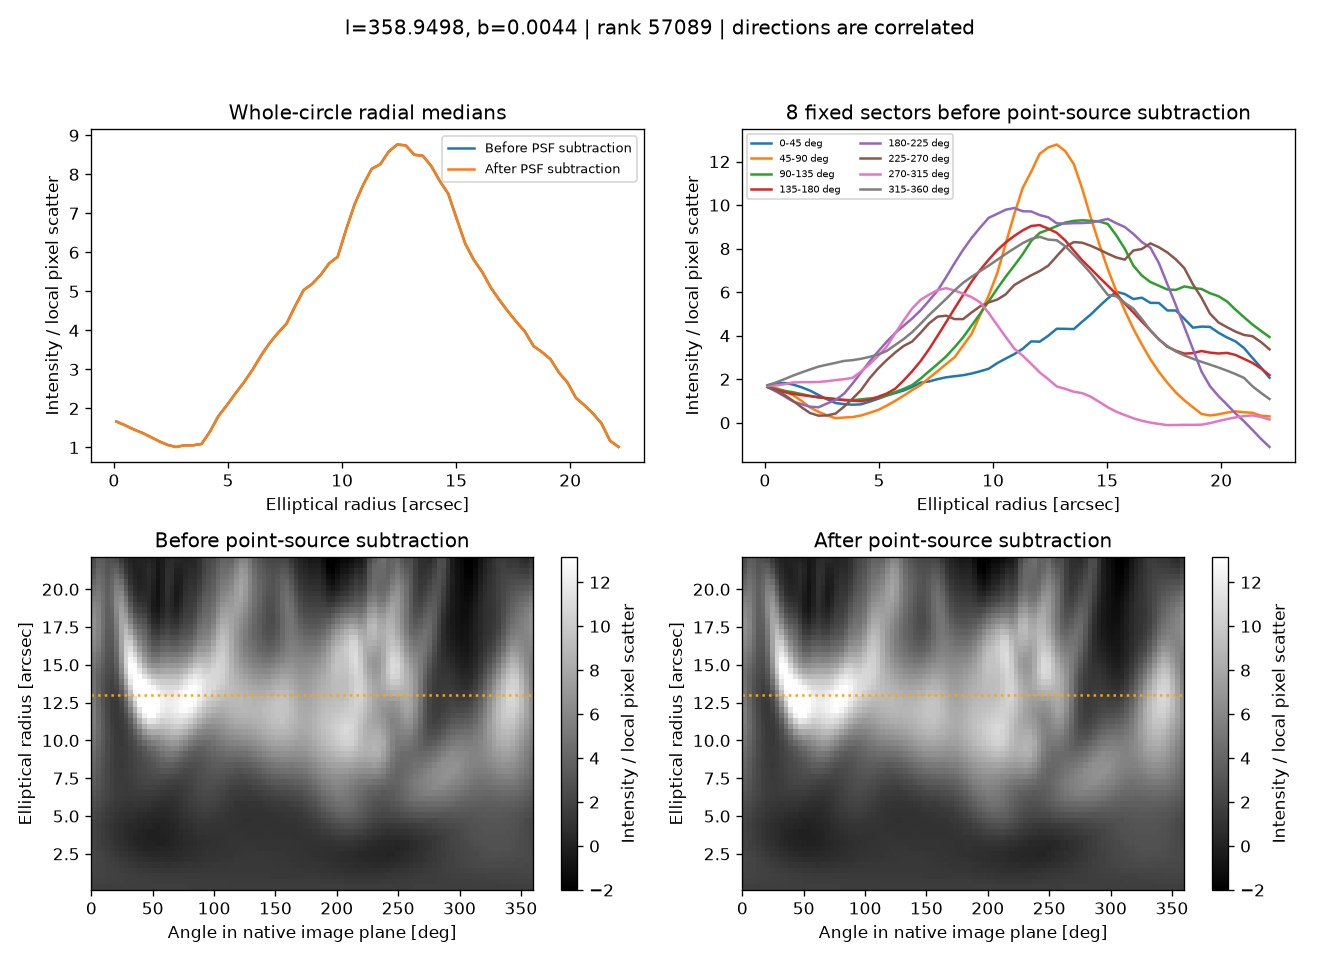 l=358.9498, b=0.0044 | rank 57089 | directions are correlated
Whole-circle radial medians
9
8
7
6
5
4
3
2
1
0
5
10
15
20
Intensity / local pixel scatter
Elliptical radius [arcsec]
Before PSF subtraction
After PSF subtraction
8 fixed sectors before point-source subtraction
12
10
8
6
4
2
0
0
5
10
15
20
Intensity / local pixel scatter
Elliptical radius [arcsec]
0-45 deg
45-90 deg
90-135 deg
135-180 deg
180-225 deg
225-270 deg
270-315 deg
315-360 deg
Before point-source subtraction
20.0
17.5
15.0
12.5
10.0
7.5
5.0
2.5
0
50
100
150
200
250
300
350
Elliptical radius [arcsec]
Angle in native image plane [deg]
12
10
8
6
4
2
0
−2
Intensity / local pixel scatter
After point-source subtraction
20.0
17.5
15.0
12.5
10.0
7.5
5.0
2.5
0
50
100
150
200
250
300
350
Elliptical radius [arcsec]
Angle in native image plane [deg]
12
10
8
6
4
2
0
−2
Intensity / local pixel scatter